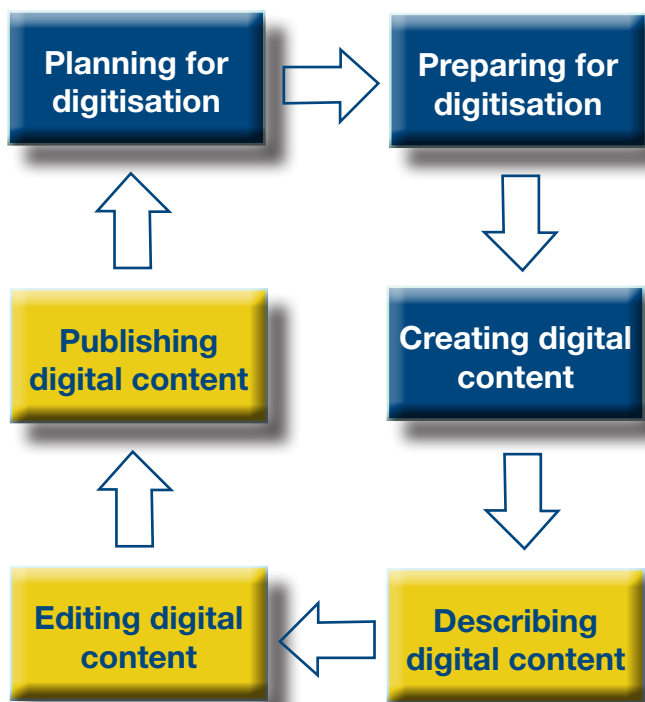 Planning for
digitisation
Preparing for
digitisation
Creating digital
content
Describing
digital content
Editing digital
content
Publishing
digital content